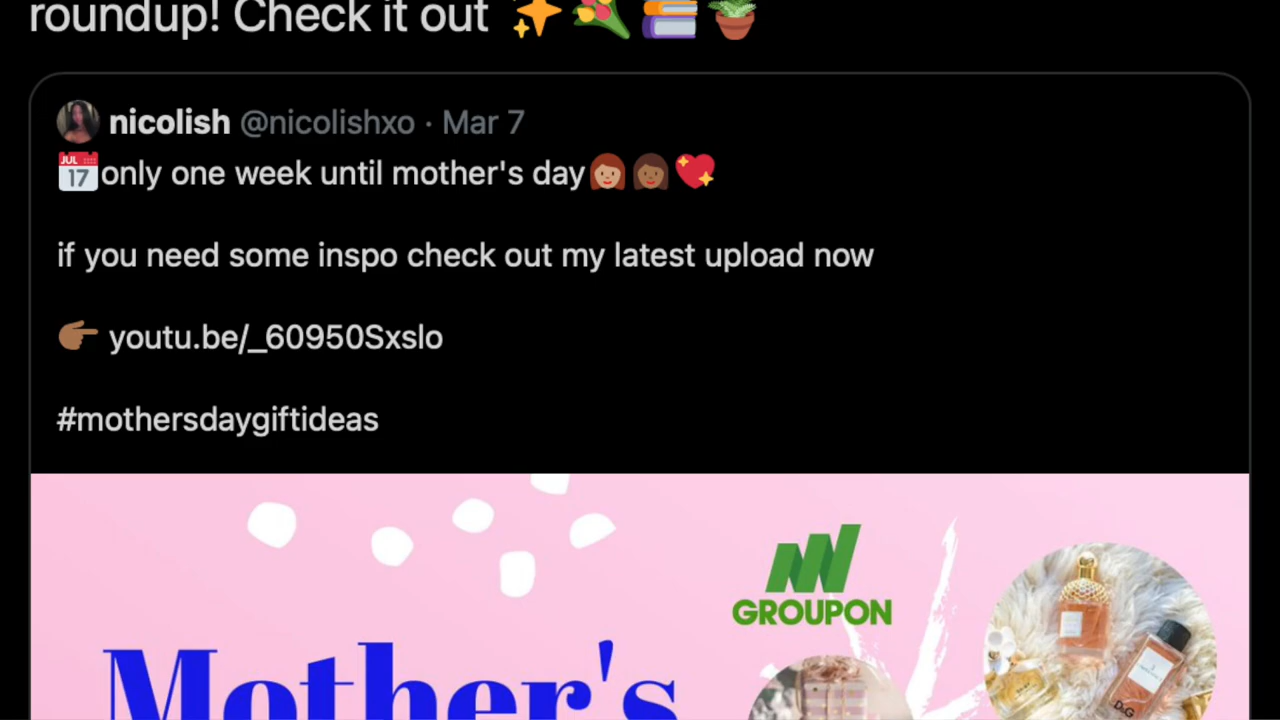 roundup! Check it out ✨💐📚🪴
nicolish @nicolishxo · Mar 7
📅only one week until mother's day👩🏼‍🦰👩🏾💖
if you need some inspo check out my latest upload now
👉🏾 youtu.be/_60950Sxslo
#mothersdaygiftideas
GROUPON
Mother's
D&G